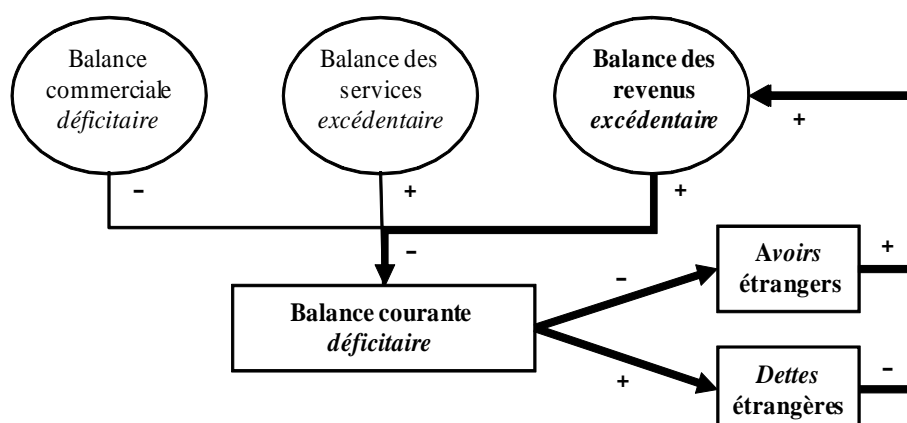 Balance
commerciale
déficitaire
Balance des
services
excédentaire
Balance des
revenus
excédentaire
+
−
+
+
−
Avoirs
étrangers
+
−
Balance courante
déficitaire
+
Dettes
étrangères
−